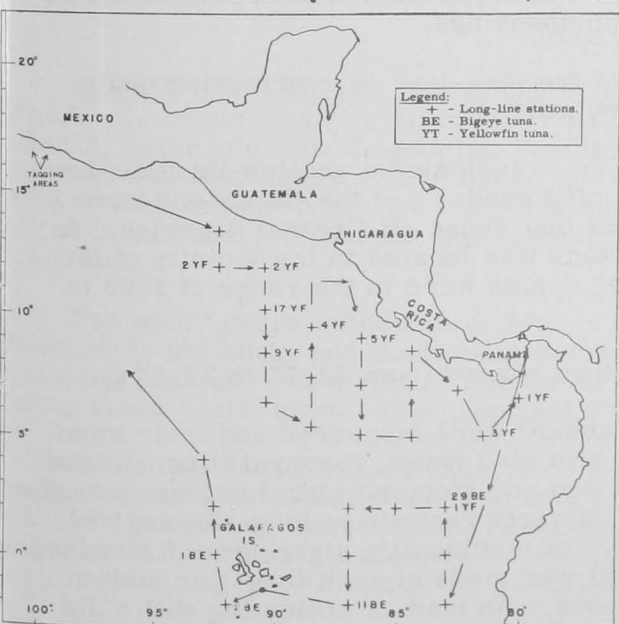 20°
MEXICO
Legend:
+ - Long-line stations.
BE - Bigeye tuna.
YT - Yellowfin tuna.
TAGGING
AREAS
15°
GUATEMALA
NICARAGUA
2 YF
2 YF
10°
17 YF
4 YF
COSTA
RICA
5 YF
9 YF
PANAMA
1 YF
5°
3 YF
29 BE
1 YF
GALAPAGOS
IS
1 BE
0°
BE
11 BE
100°
95°
90°
85°
80°